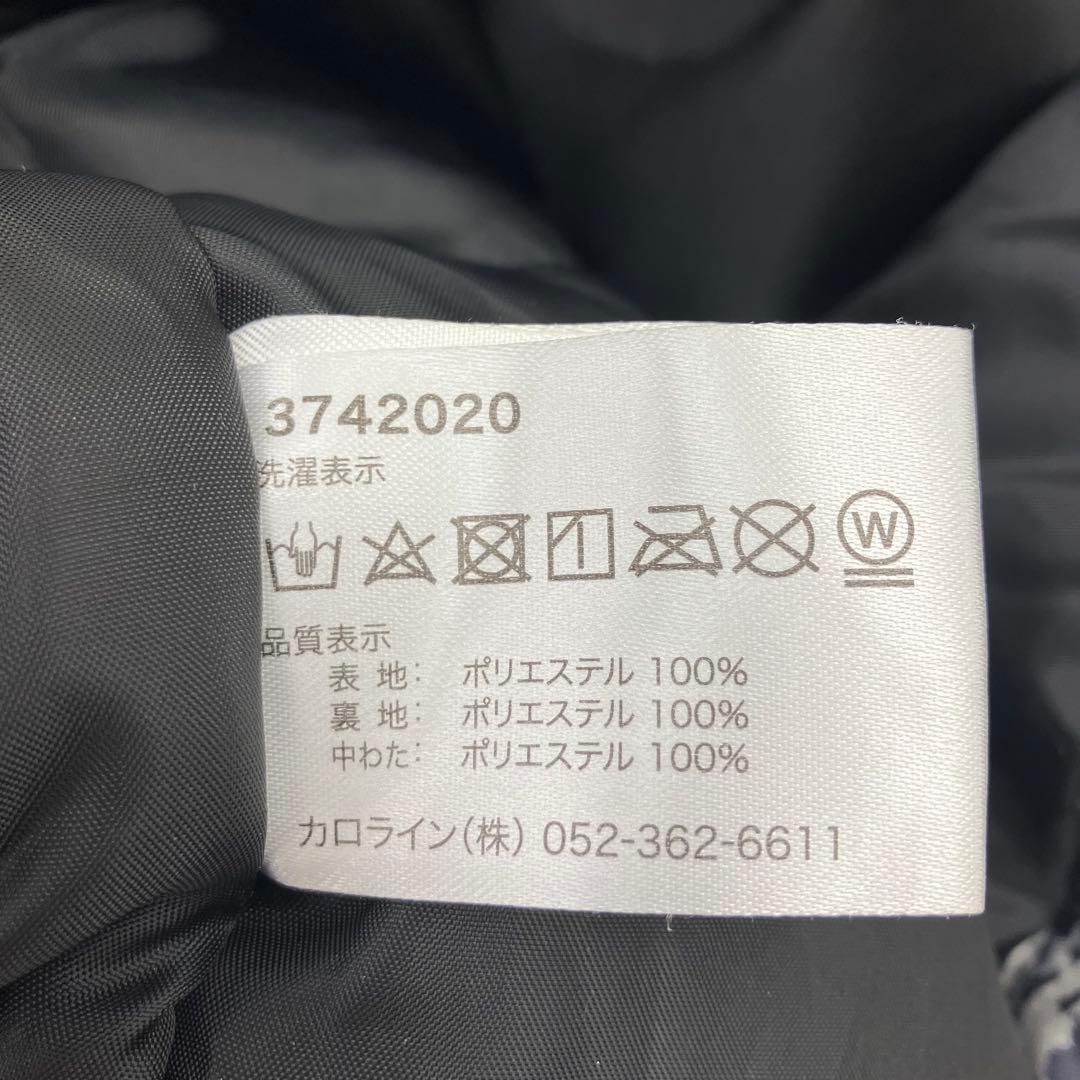 3742020
洗濯表示
W
品質表示
表 地: ポリエステル 100%
裏 地: ポリエステル 100%
中わた: ポリエステル 100%
カロライン(株) 052-362-6611